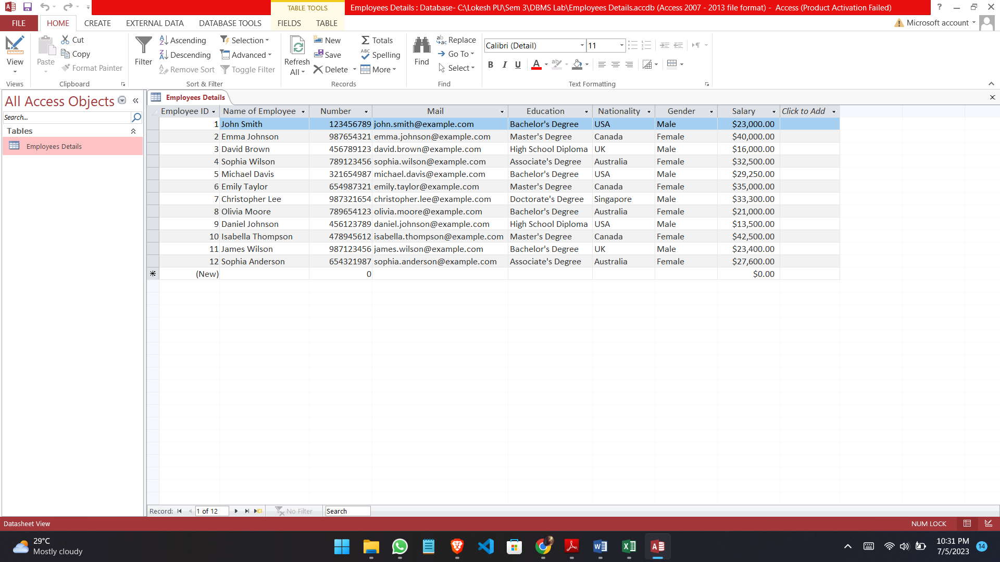 TABLE TOOLS
Employees Details : Database- C:\Lokesh PU\Sem 3\DBMS Lab\Employees Details.accdb (Access 2007 - 2013 file format) - Access (Product Activation Failed)
FILE HOME CREATE EXTERNAL DATA DATABASE TOOLS FIELDS TABLE Microsoft account
View
Views
Paste
Cut
Copy
Format Painter
Clipboard
Filter
Ascending
Descending
Remove Sort
Selection
Advanced
Toggle Filter
Sort & Filter
Refresh
All
New
Save
Delete
Totals
Spelling
More
Records
Find
Replace
Go To
Select
Find
Calibri (Detail) 11
B I U A
Text Formatting
All Access Objects
Search...
Tables
Employees Details
Employees Details
Employee ID Name of Employee Number Mail Education Nationality Gender Salary Click to Add
1 John Smith 123456789 john.smith@example.com Bachelor's Degree USA Male $23,000.00
2 Emma Johnson 987654321 emma.johnson@example.com Master's Degree Canada Female $40,000.00
3 David Brown 456789123 david.brown@example.com High School Diploma UK Male $16,000.00
4 Sophia Wilson 789123456 sophia.wilson@example.com Associate's Degree Australia Female $32,500.00
5 Michael Davis 321654987 michael.davis@example.com Bachelor's Degree USA Male $29,250.00
6 Emily Taylor 654987321 emily.taylor@example.com Master's Degree Canada Female $35,000.00
7 Christopher Lee 987321654 christopher.lee@example.com Doctorate's Degree Singapore Male $33,300.00
8 Olivia Moore 789654123 olivia.moore@example.com Bachelor's Degree Australia Female $21,000.00
9 Daniel Johnson 456123789 daniel.johnson@example.com High School Diploma USA Male $13,500.00
10 Isabella Thompson 478945612 isabella.thompson@example.com Master's Degree Canada Female $42,500.00
11 James Wilson 987123456 james.wilson@example.com Bachelor's Degree UK Male $23,400.00
12 Sophia Anderson 654321987 sophia.anderson@example.com Associate's Degree Australia Female $27,600.00
(New) 0 $0.00
Record: 1 of 12 No Filter Search
Datasheet View NUM LOCK
29°C
Mostly cloudy
10:31 PM
7/5/2023
14